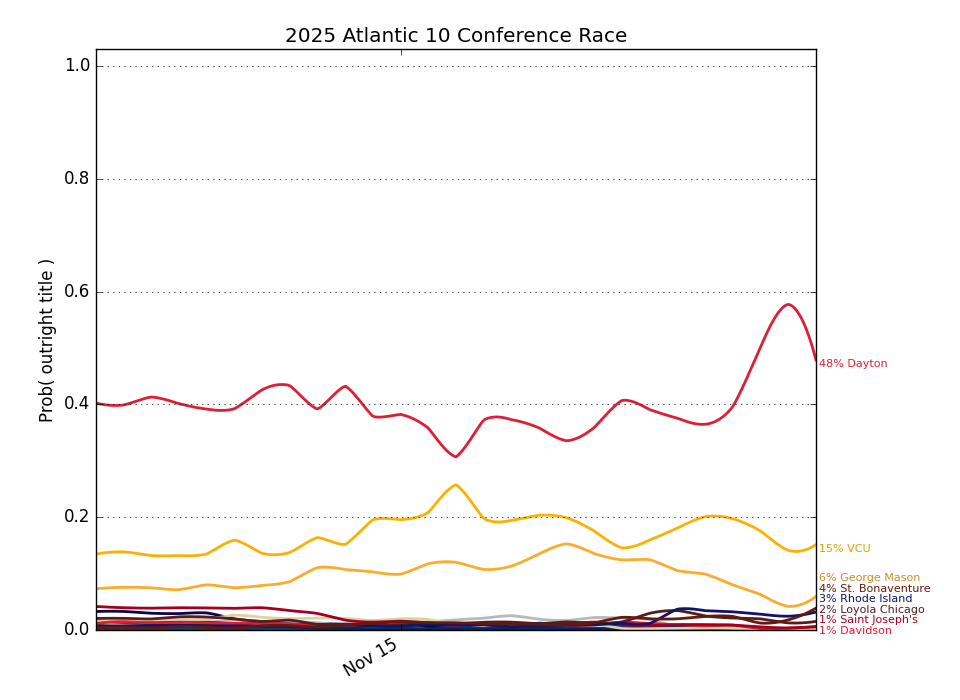 2025 Atlantic 10 Conference Race
Prob( outright title )
1.0
0.8
0.6
0.4
0.2
0.0
Nov 15
48% Dayton
15% VCU
6% George Mason
4% St. Bonaventure
3% Rhode Island
2% Loyola Chicago
1% Saint Joseph's
1% Davidson